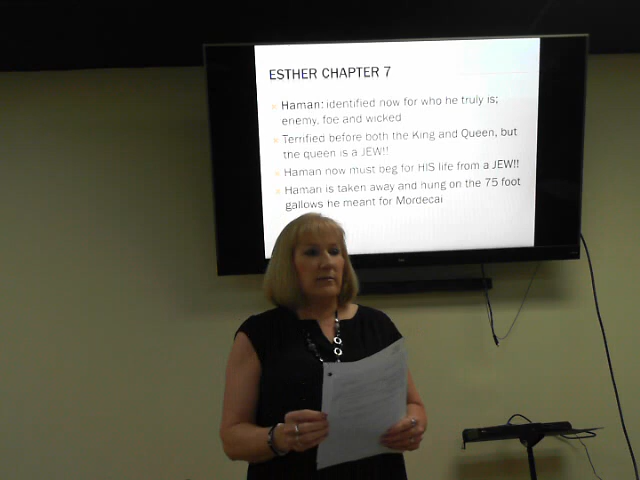 ESTHER CHAPTER 7
Haman: identified now for who he truly is;
enemy, foe and wicked
Terrified before both the King and Queen, but
the queen is a JEW!!
Haman now must beg for HIS life from a JEW!!
Haman is taken away and hung on the 75 foot
gallows he meant for Mordecai